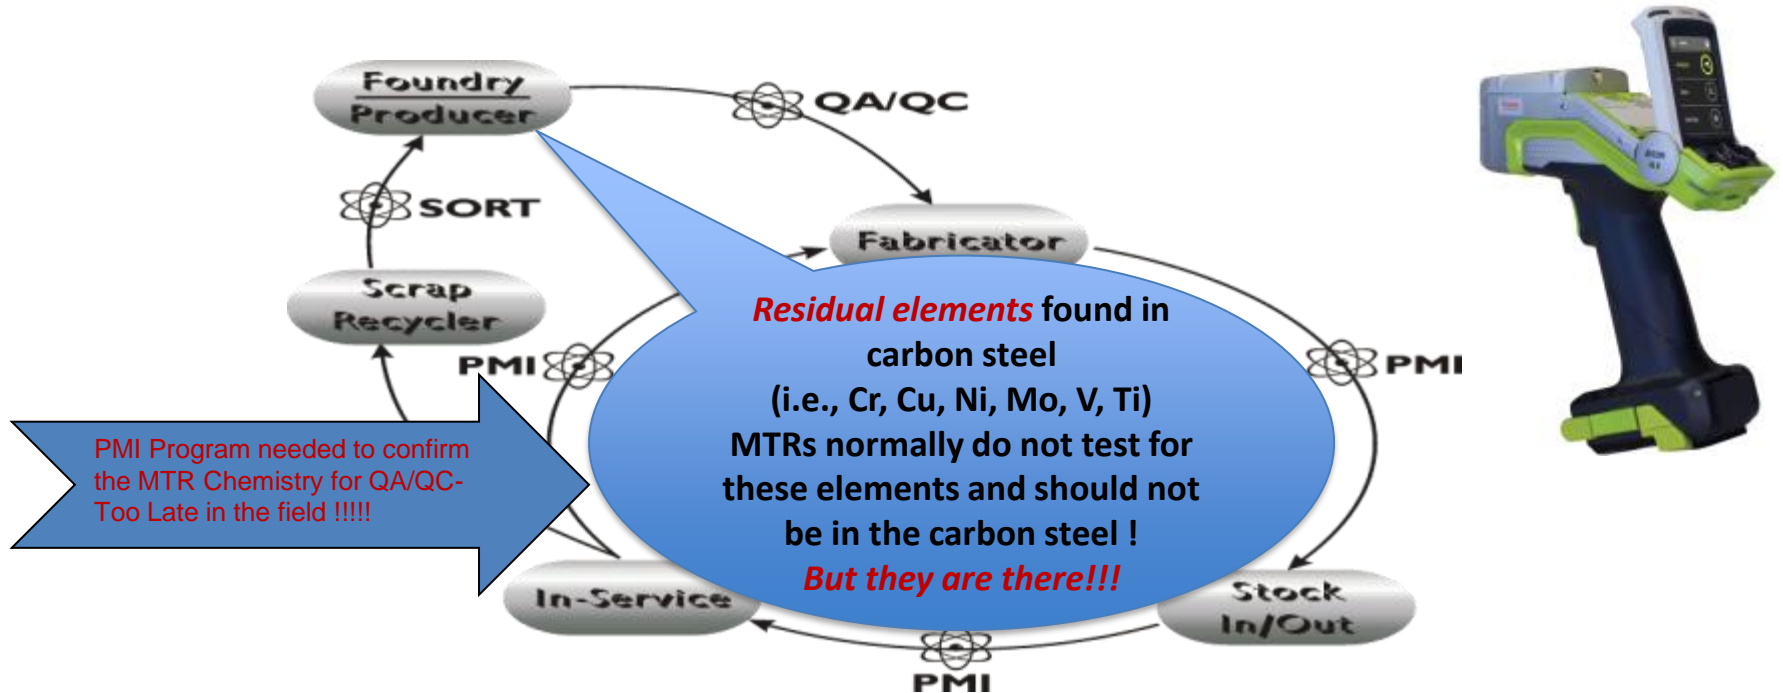 Foundry
Producer
QA/QC
SORT
Fabricator
Scrap
Recycler
PMI
PMI
Residual elements found in
carbon steel
(i.e., Cr, Cu, Ni, Mo, V, Ti)
MTRs normally do not test for
these elements and should not
be in the carbon steel !
But they are there!!!
PMI Program needed to confirm
the MTR Chemistry for QA/QC-
Too Late in the field !!!!!
In-Service
Stock
In/Out
PMI